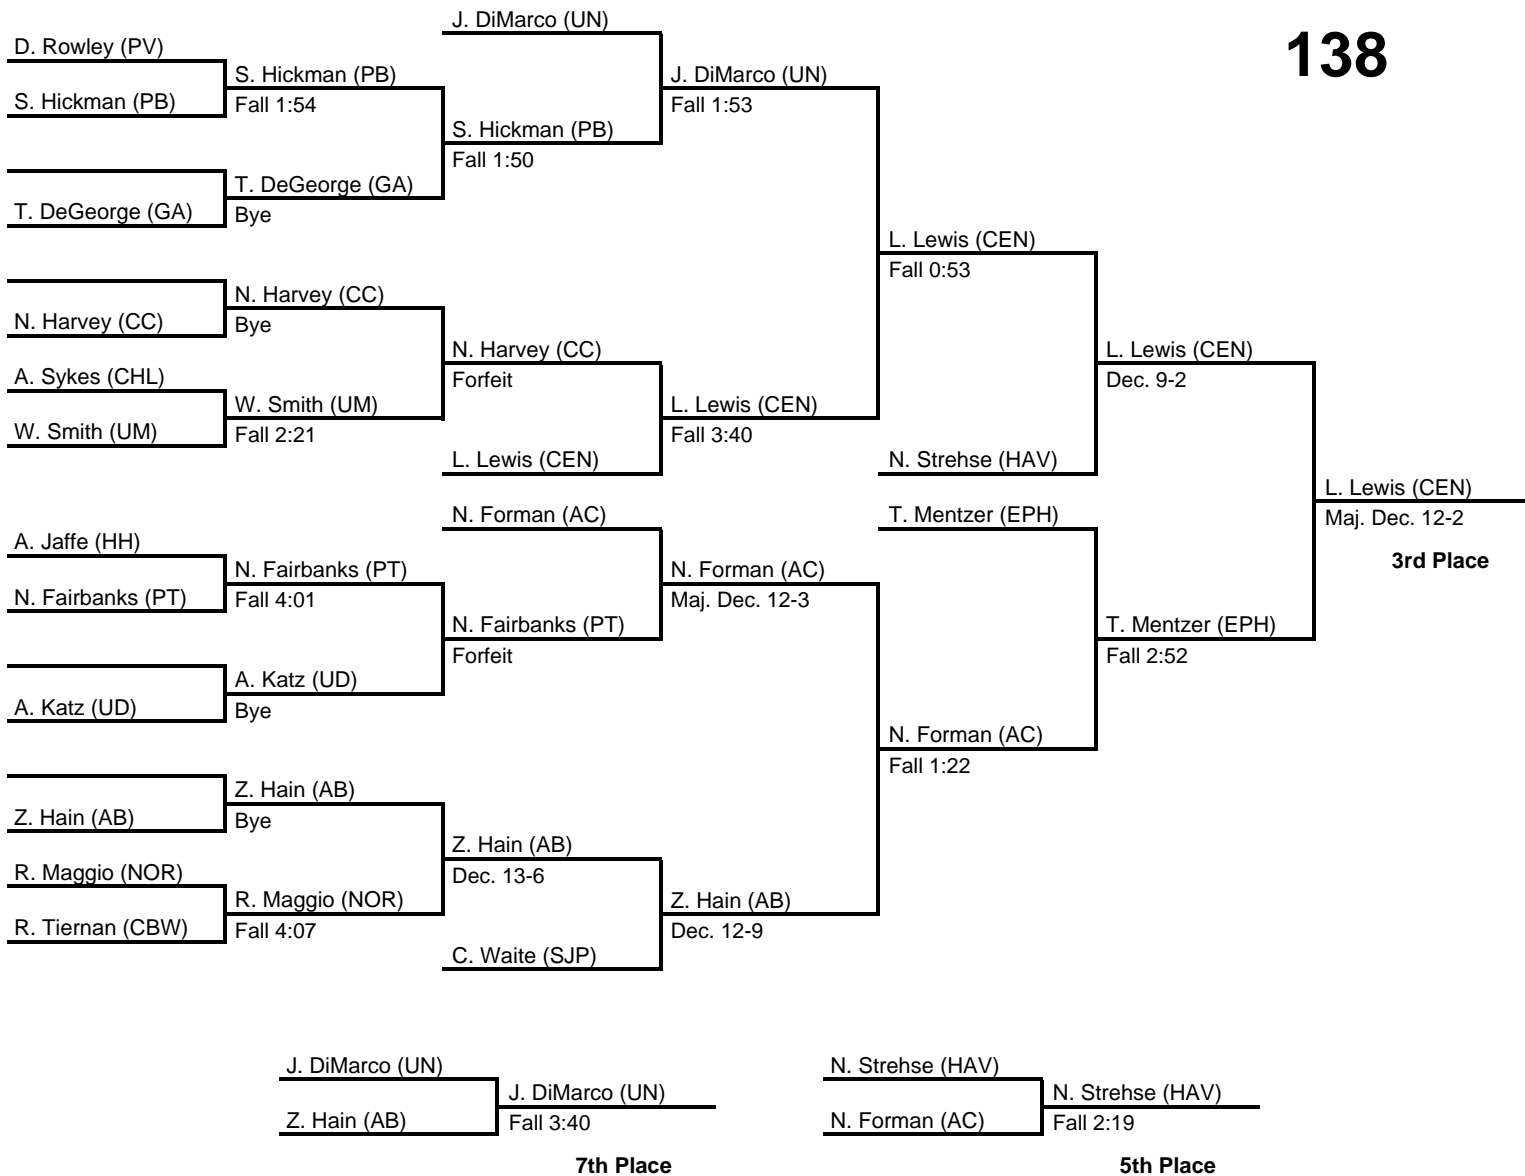 138
J. DiMarco (UN)
D. Rowley (PV)
S. Hickman (PB)
J. DiMarco (UN)
S. Hickman (PB)
Fall 1:54
Fall 1:53
S. Hickman (PB)
Fall 1:50
T. DeGeorge (GA)
T. DeGeorge (GA)
Bye
L. Lewis (CEN)
Fall 0:53
N. Harvey (CC)
N. Harvey (CC)
Bye
N. Harvey (CC)
L. Lewis (CEN)
A. Sykes (CHL)
Forfeit
Dec. 9-2
W. Smith (UM)
L. Lewis (CEN)
W. Smith (UM)
Fall 2:21
Fall 3:40
L. Lewis (CEN)
N. Strehse (HAV)
L. Lewis (CEN)
N. Forman (AC)
T. Mentzer (EPH)
Maj. Dec. 12-2
A. Jaffe (HH)
3rd Place
N. Fairbanks (PT)
N. Forman (AC)
N. Fairbanks (PT)
Fall 4:01
Maj. Dec. 12-3
N. Fairbanks (PT)
T. Mentzer (EPH)
Forfeit
Fall 2:52
A. Katz (UD)
A. Katz (UD)
Bye
N. Forman (AC)
Fall 1:22
Z. Hain (AB)
Z. Hain (AB)
Bye
Z. Hain (AB)
R. Maggio (NOR)
Dec. 13-6
R. Maggio (NOR)
Z. Hain (AB)
R. Tiernan (CBW)
Fall 4:07
Dec. 12-9
C. Waite (SJP)
J. DiMarco (UN)
N. Strehse (HAV)
J. DiMarco (UN)
N. Strehse (HAV)
Z. Hain (AB)
Fall 3:40
N. Forman (AC)
Fall 2:19
7th Place
5th Place